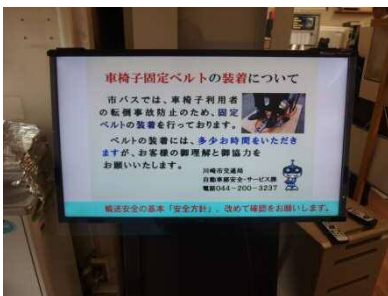 車椅子固定ベルトの装着について
市バスでは、車椅子利用者
の転倒事故防止のため、固定
ベルトの装着を行っております。
ベルトの装着には、多少お時間をいただき
ますが、お客様の御理解と御協力を
お願いいたします。
川崎市交通局
自動車部安全・サービス課
電話044-200-3237
輸送安全の基本「安全方針」、改めて確認をお願いします。